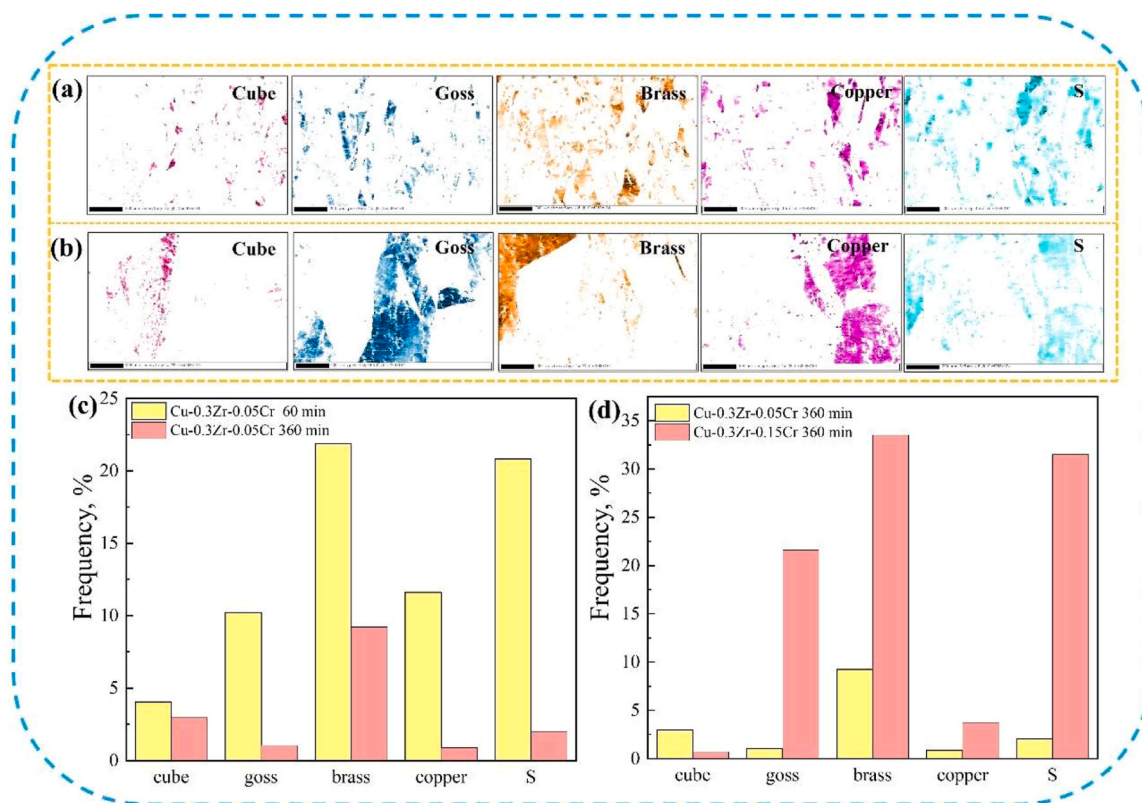 (a)
Cube
Goss
Brass
Copper
S
(b)
Cube
Goss
Brass
Copper
S
(c)
Cu-0.3Zr-0.05Cr 60 min
Cu-0.3Zr-0.05Cr 360 min
Frequency, %
25
20
15
10
5
0
cube goss brass copper S
(d)
Cu-0.3Zr-0.05Cr 360 min
Cu-0.3Zr-0.15Cr 360 min
Frequency, %
35
30
25
20
15
10
5
0
cube goss brass copper S